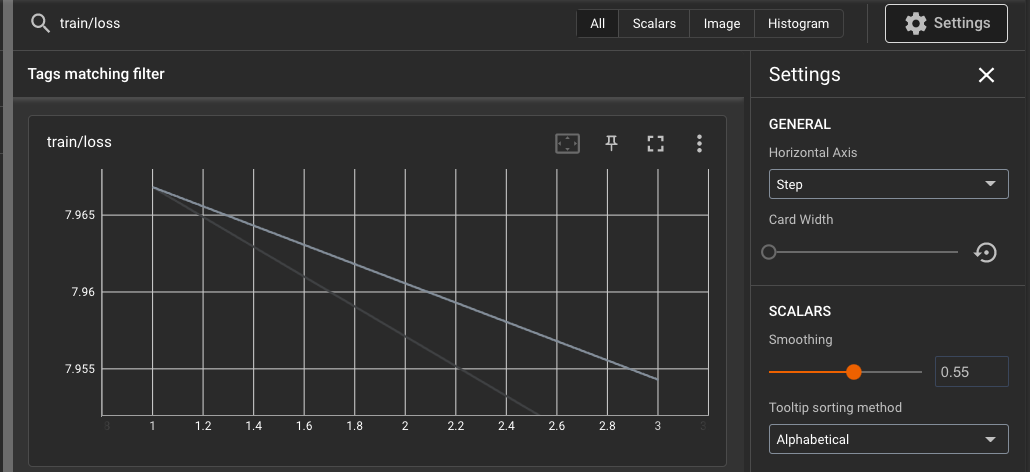 train/loss
All
Scalars
Image
Histogram
Settings
Tags matching filter
Settings
train/loss
GENERAL
Horizontal Axis
Step
Card Width
7.965
7.96
7.955
1 1.2 1.4 1.6 1.8 2 2.2 2.4 2.6 2.8 3
SCALARS
Smoothing
0.55
Tooltip sorting method
Alphabetical